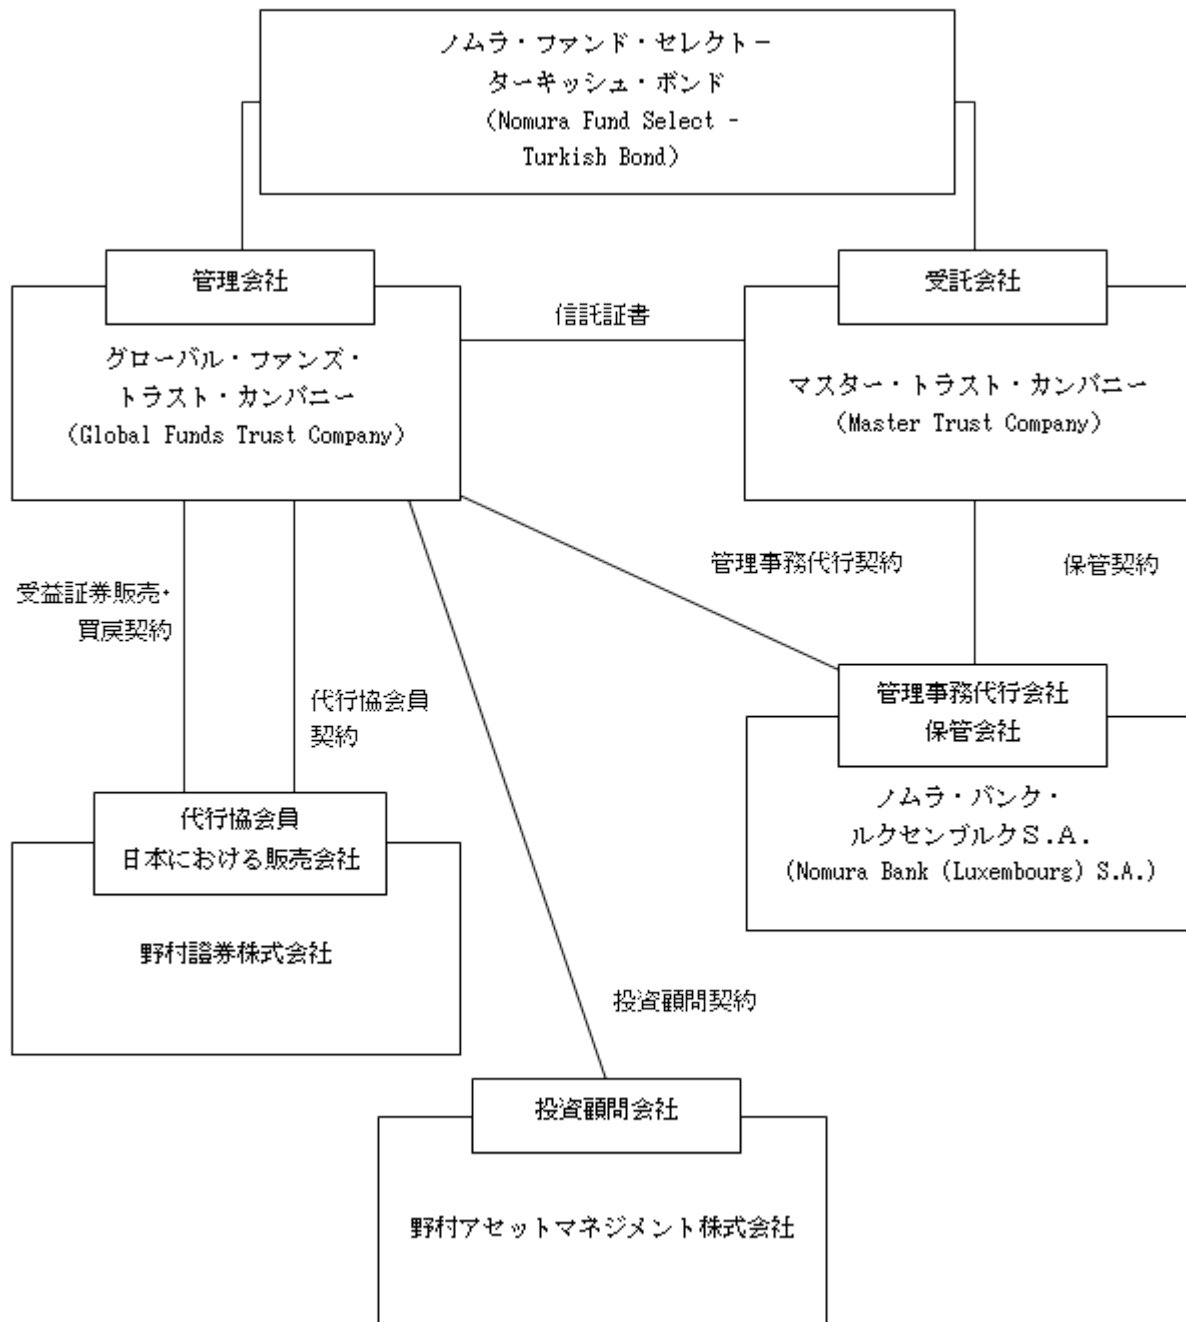 ノムラ・ファンド・セレクト－
ターキッシュ・ボンド
(Nomura Fund Select -
Turkish Bond)
管理会社
受託会社
信託証書
グローバル・ファンズ・
トラスト・カンパニー
(Global Funds Trust Company)
マスター・トラスト・カンパニー
(Master Trust Company)
管理事務代行契約
保管契約
受益証券販売・
買戻契約
代行協会員
契約
管理事務代行会社
保管会社
ノムラ・バンク・
ルクセンブルクＳ.Ａ.
(Nomura Bank (Luxembourg) S.A.)
代行協会員
日本における販売会社
野村證券株式会社
投資顧問契約
投資顧問会社
野村アセットマネジメント株式会社